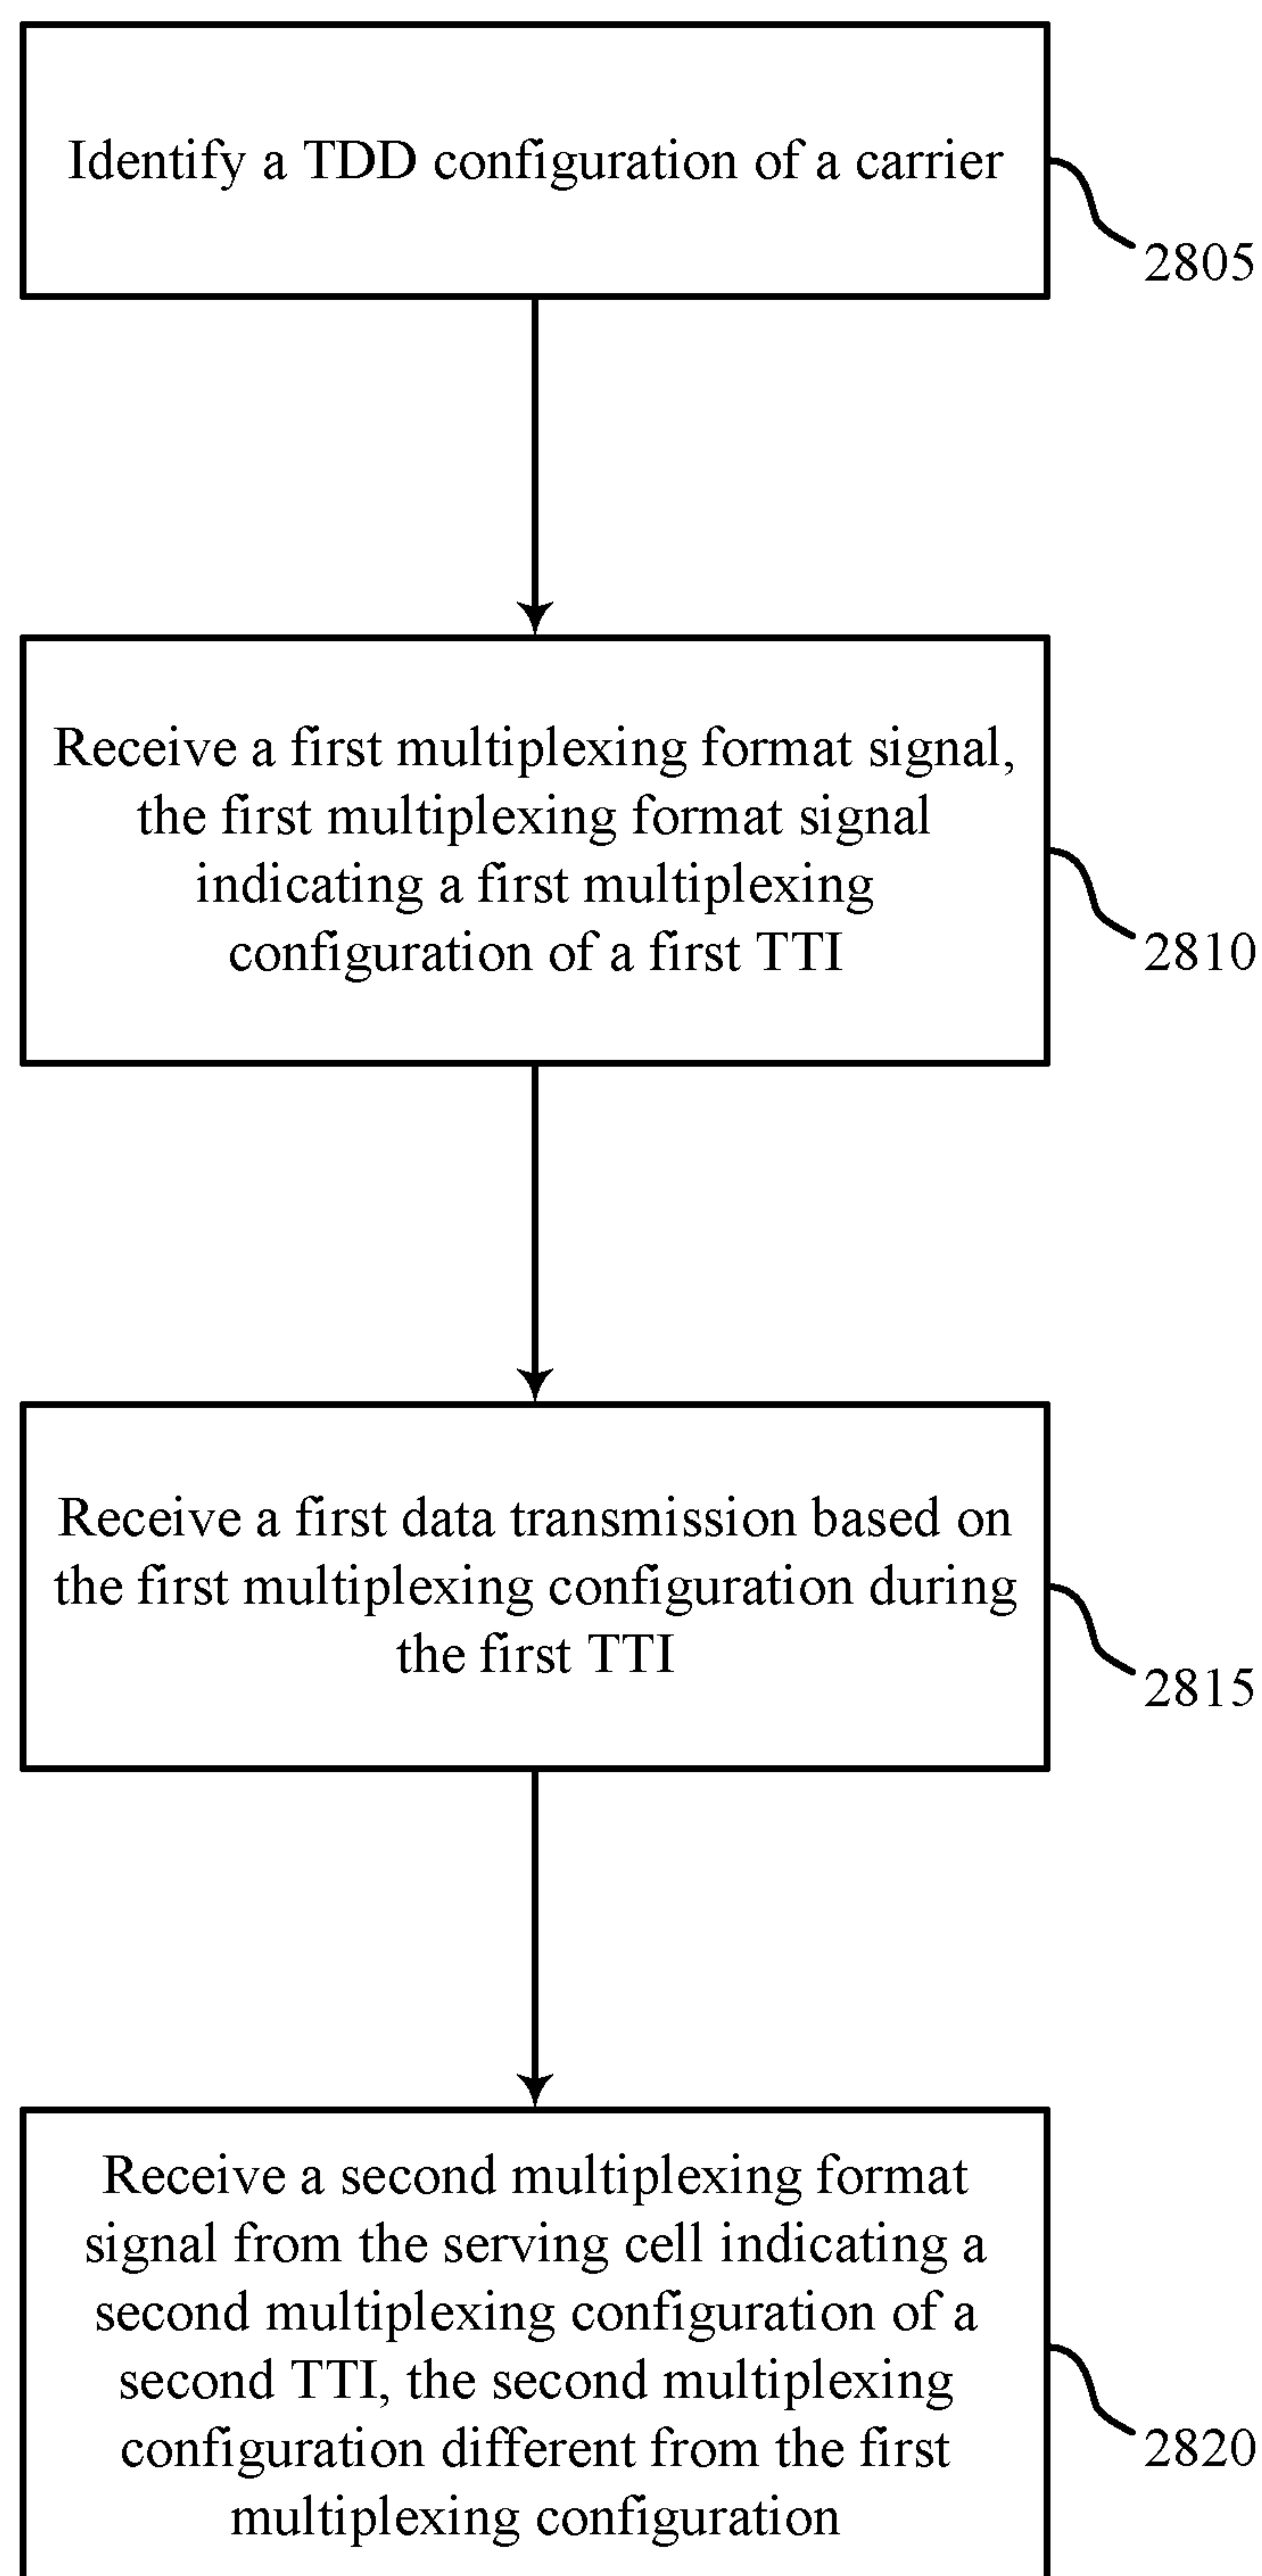 Identify a TDD configuration of a carrier
2805
Receive a first multiplexing format signal,
the first multiplexing format signal
indicating a first multiplexing
configuration of a first TTI
2810
Receive a first data transmission based on
the first multiplexing configuration during
the first TTI
2815
Receive a second multiplexing format
signal from the serving cell indicating a
second multiplexing configuration of a
second TTI, the second multiplexing
configuration different from the first
multiplexing configuration
2820